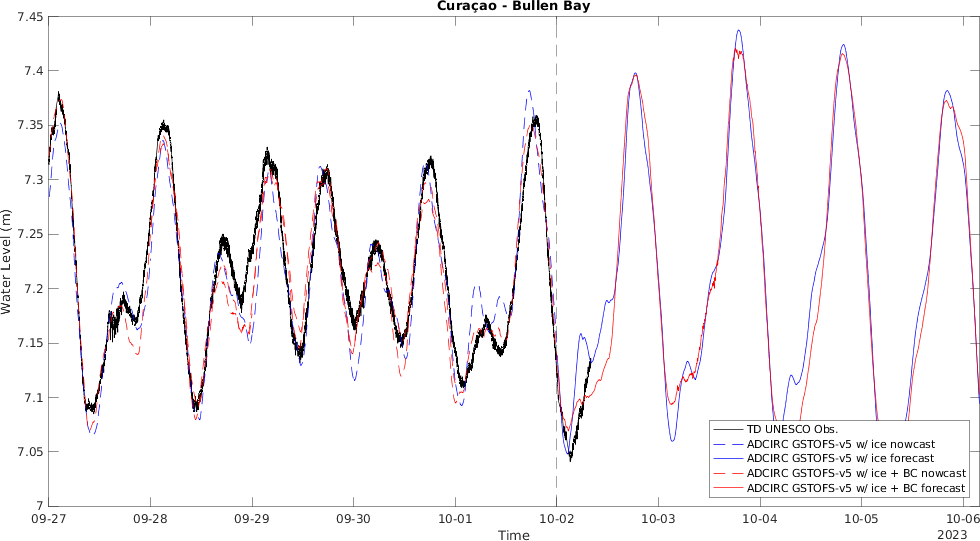 Curaçao - Bullen Bay
7.45
7.4
7.35
7.3
7.25
7.2
7.15
7.1
7.05
7
Water Level (m)
TD UNESCO Obs.
ADCIRC GSTOFS-v5 w/ ice nowcast
ADCIRC GSTOFS-v5 w/ ice forecast
ADCIRC GSTOFS-v5 w/ ice + BC nowcast
ADCIRC GSTOFS-v5 w/ ice + BC forecast
09-27 09-28 09-29 09-30 10-01 10-02 10-03 10-04 10-05 10-06
Time
2023